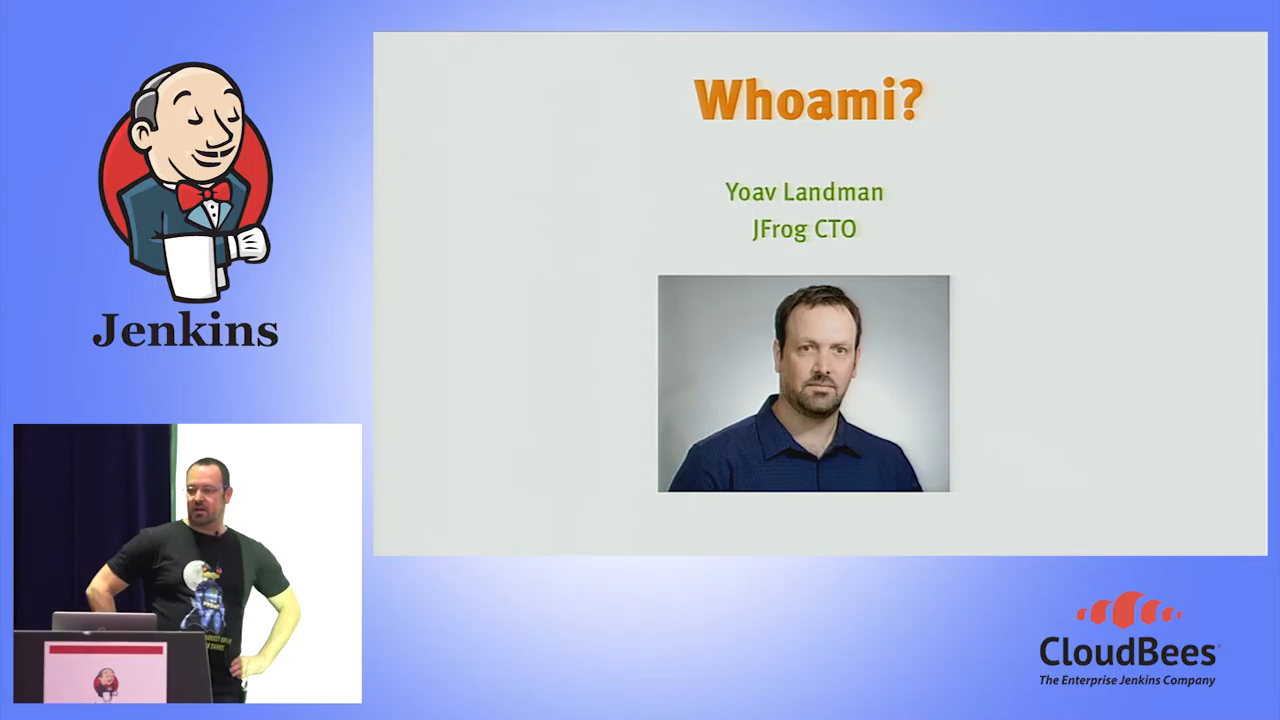 Jenkins
Whoami?
Yoav Landman
JFrog CTO
CloudBees
The Enterprise Jenkins Company